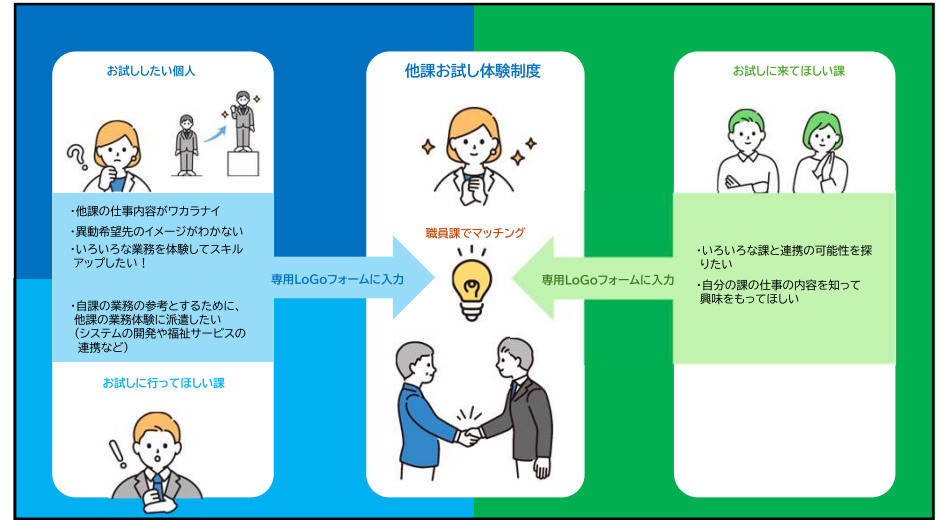 お試ししたい個人
・他課の仕事内容がワカラナイ
・異動希望先のイメージがわかない
・いろいろな業務を体験してスキル
アップしたい！
・自課の業務の参考とするために、
他課の業務体験に派遣したい
（システムの開発や福祉サービスの
連携など）
お試しに行ってほしい課
専用LoGoフォームに入力
他課お試し体験制度
職員課でマッチング
専用LoGoフォームに入力
お試しに来てほしい課
・いろいろな課と連携の可能性を探
りたい
・自分の課の仕事の内容を知って
興味をもってほしい